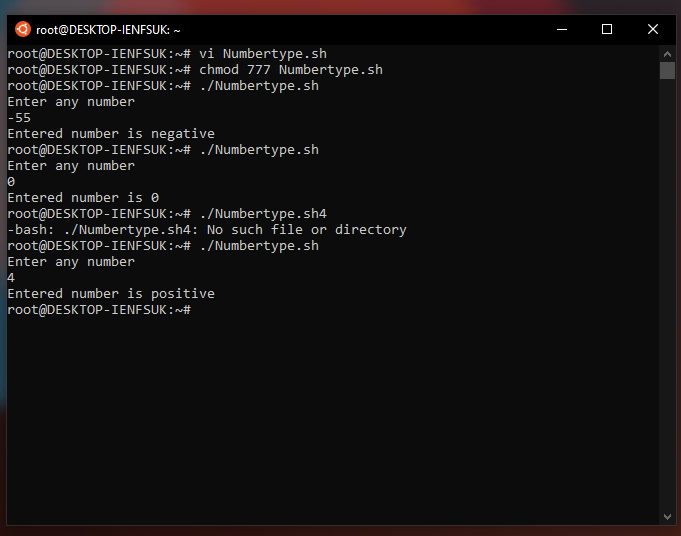 root@DESKTOP-IENFSUK: ~
root@DESKTOP-IENFSUK:~# vi Numbertype.sh
root@DESKTOP-IENFSUK:~# chmod 777 Numbertype.sh
root@DESKTOP-IENFSUK:~# ./Numbertype.sh
Enter any number
-55
Entered number is negative
root@DESKTOP-IENFSUK:~# ./Numbertype.sh
Enter any number
0
Entered number is 0
root@DESKTOP-IENFSUK:~# ./Numbertype.sh4
-bash: ./Numbertype.sh4: No such file or directory
root@DESKTOP-IENFSUK:~# ./Numbertype.sh
Enter any number
4
Entered number is positive
root@DESKTOP-IENFSUK:~#